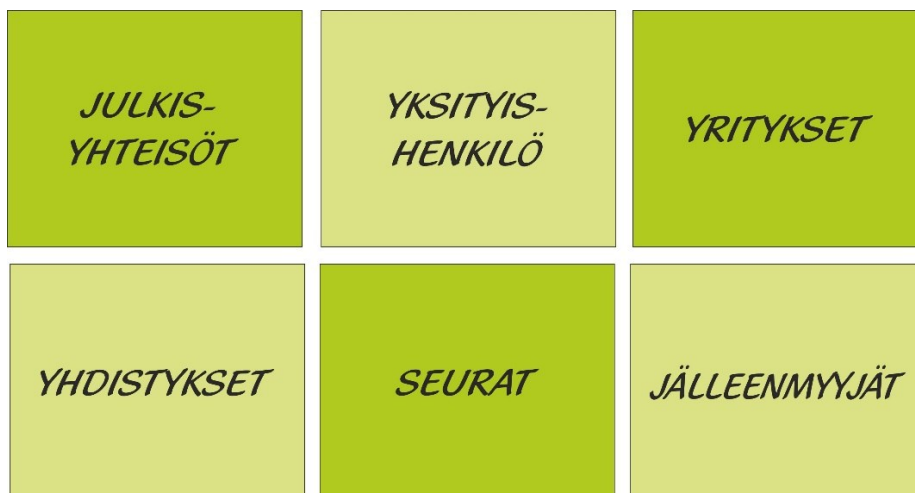 JULKIS-
YHTEISÖT
YKSITYIS-
HENKILÖ
YRITYKSET
YHDISTYKSET
SEURAT
JÄLLEENMYYJÄT